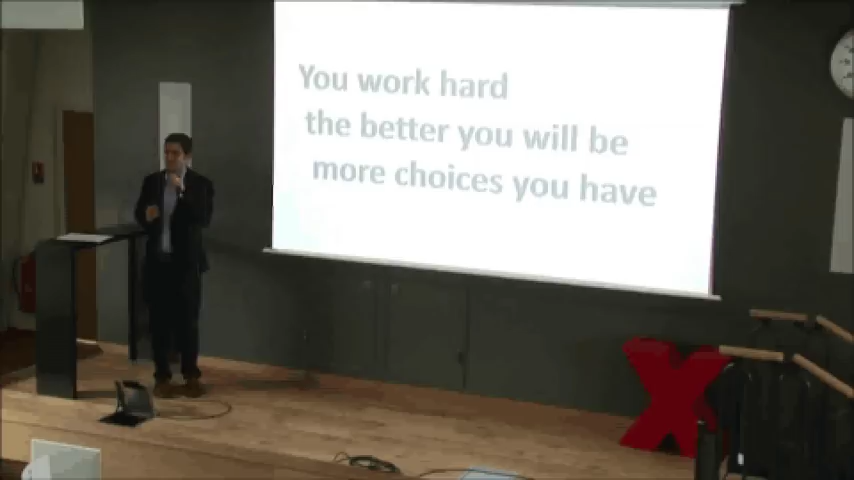 You work hard
the better you will be
more choices you have
X